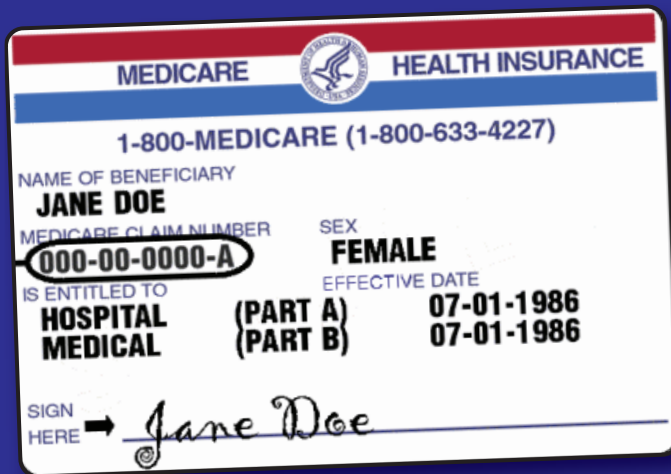 MEDICARE HEALTH INSURANCE
1-800-MEDICARE (1-800-633-4227)
NAME OF BENEFICIARY
JANE DOE
MEDICARE CLAIM NUMBER SEX
000-00-0000-A FEMALE
IS ENTITLED TO EFFECTIVE DATE
HOSPITAL (PART A) 07-01-1986
MEDICAL (PART B) 07-01-1986
SIGN
HERE Jane Doe